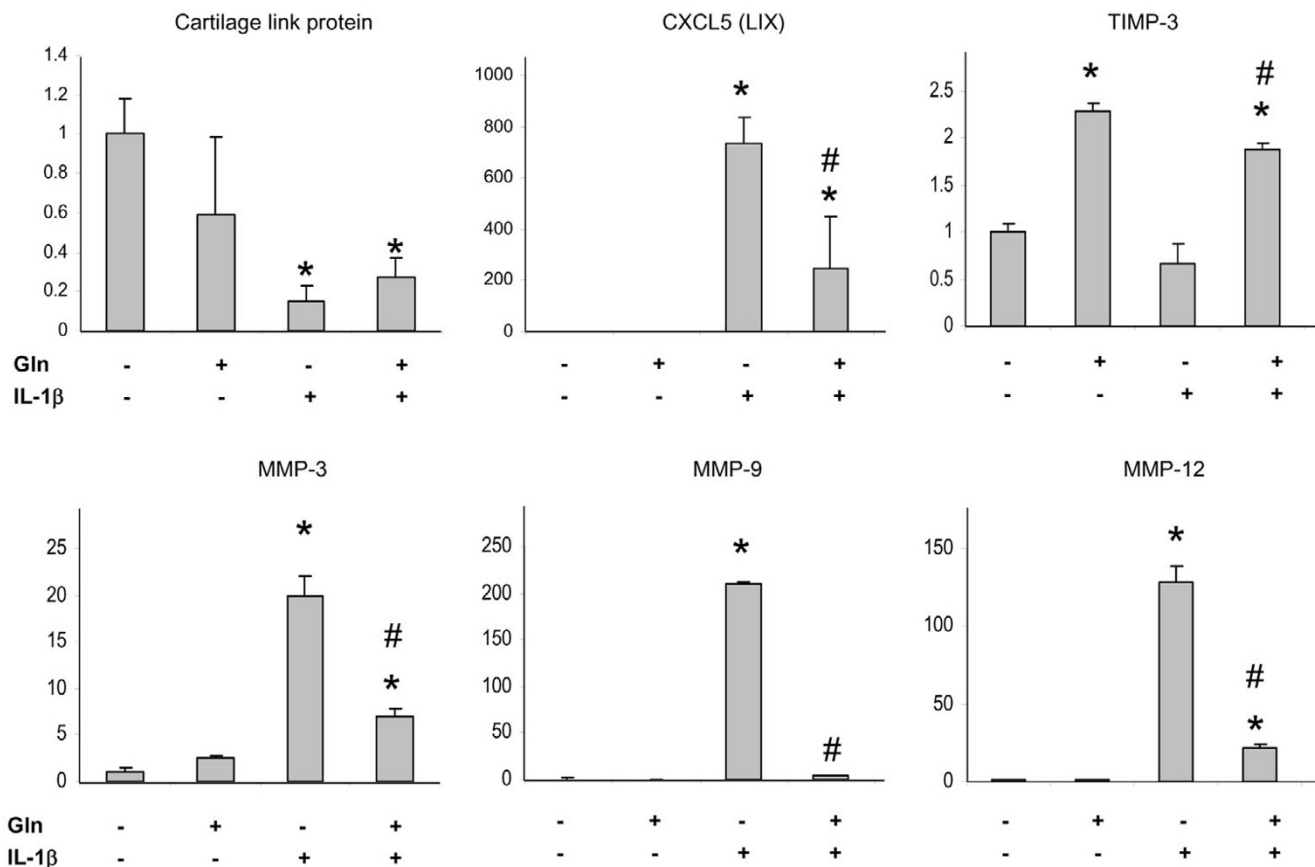 Cartilage link protein
1.4
1.2
1
0.8
0.6
0.4
0.2
0
* *
Gln - + - +
IL-1β - - + +
CXCL5 (LIX)
1000
800
600
400
200
0
*
#
*
- + - +
- - + +
TIMP-3
2.5
2
1.5
1
0.5
0
*
#
*
- + - +
- - + +
MMP-3
25
20
15
10
5
0
*
#
*
Gln - + - +
IL-1β - - + +
MMP-9
250
200
150
100
50
0
*
#
- + - +
- - + +
MMP-12
150
100
50
0
*
#
*
- + - +
- - + +